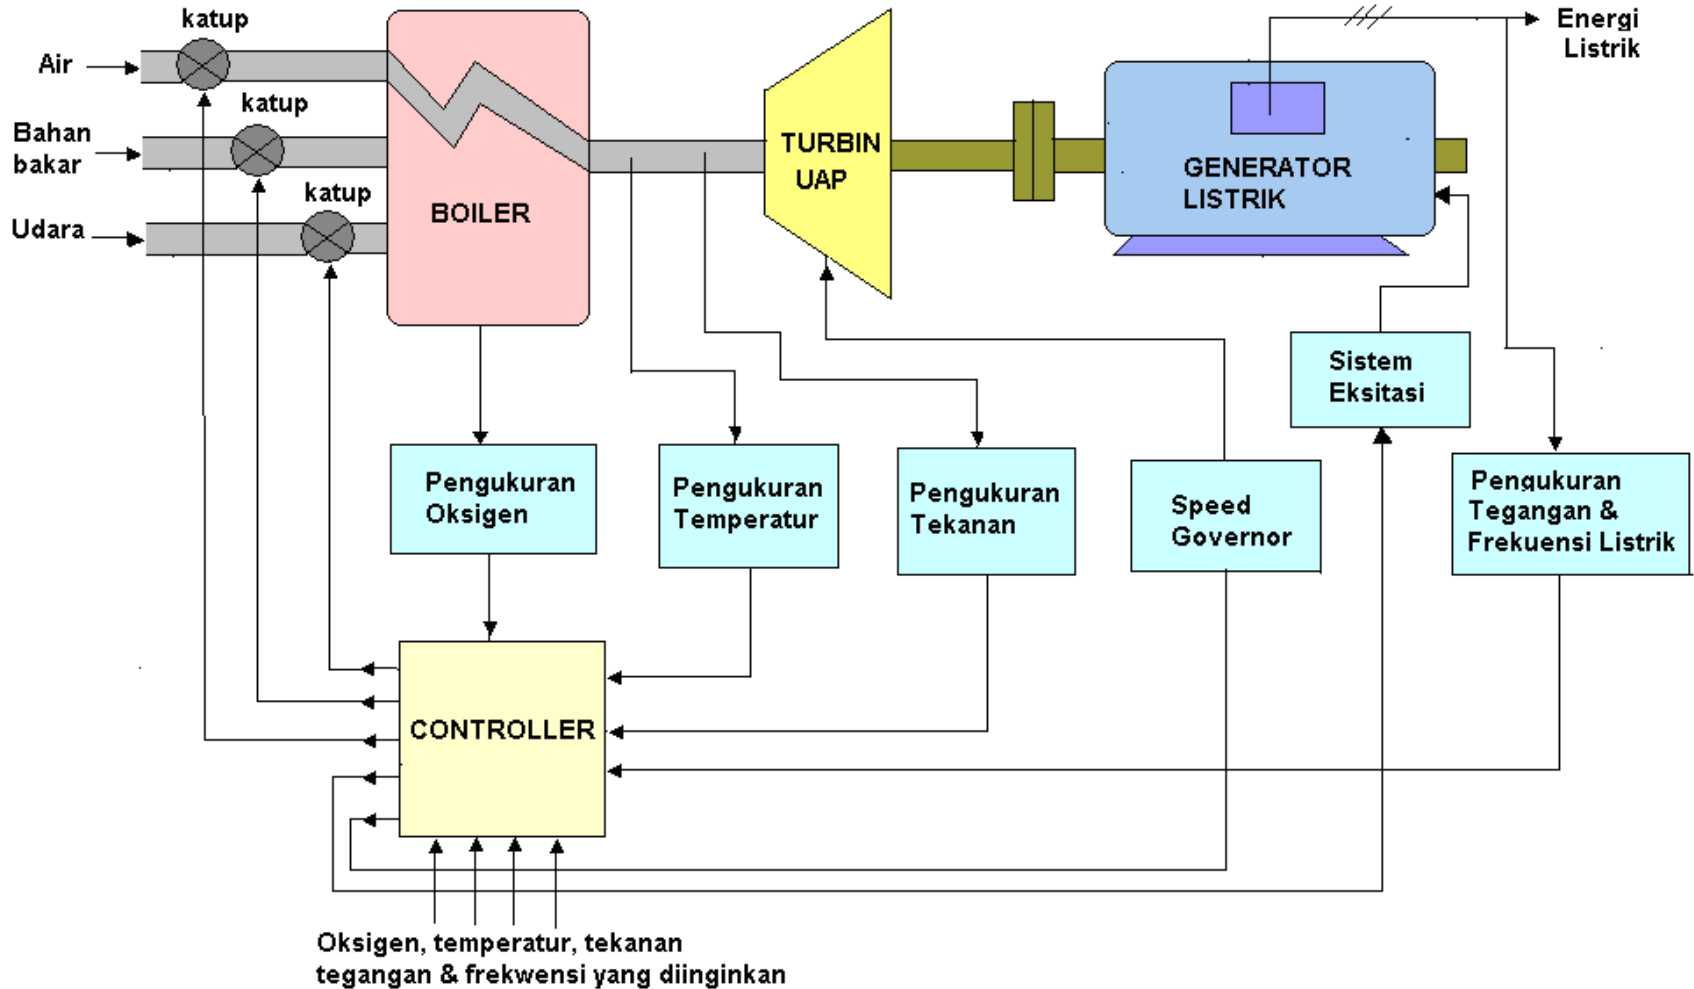 katup
Air
katup
Bahan
bakar
katup
Udara
BOILER
TURBIN
UAP
GENERATOR
LISTRIK
Energi
Listrik
Sistem
Eksitasi
Pengukuran
Oksigen
Pengukuran
Temperatur
Pengukuran
Tekanan
Speed
Governor
Pengukuran
Tegangan &
Frekuensi Listrik
CONTROLLER
Oksigen, temperatur, tekanan
tegangan & frekwensi yang diinginkan